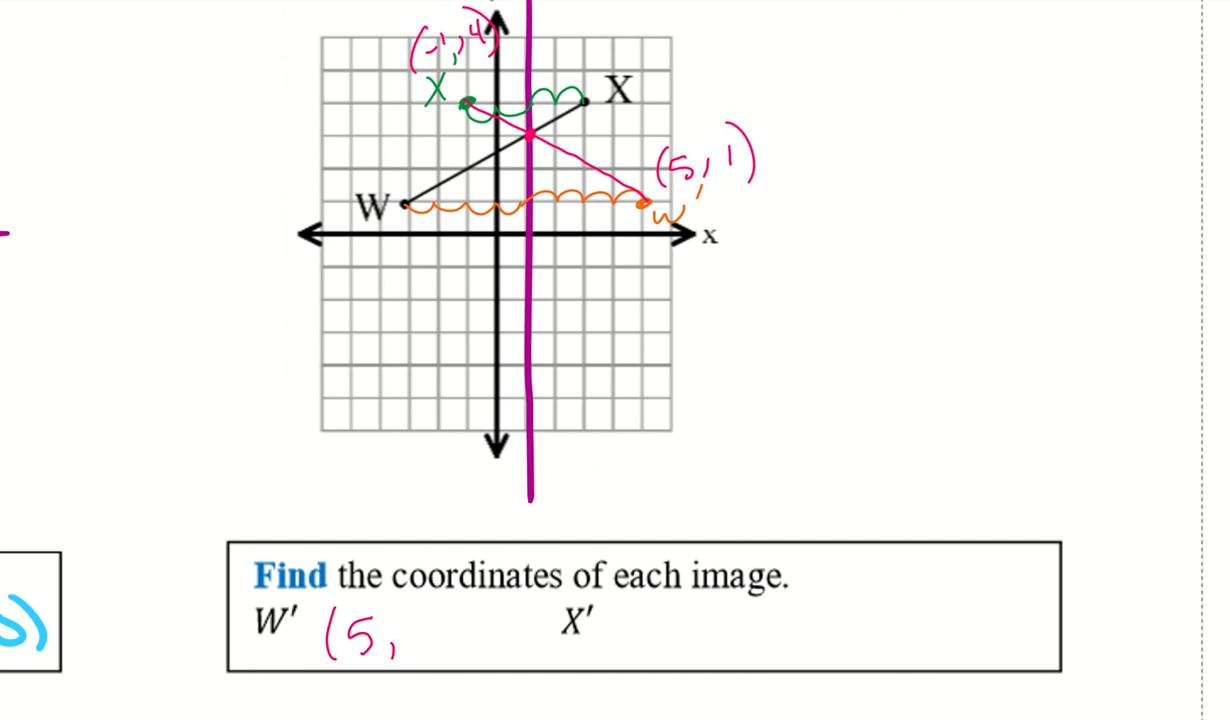 (-1, 4)
X'
X
(5, 1)
W
W'
x
Find the coordinates of each image.
W' (5, X'